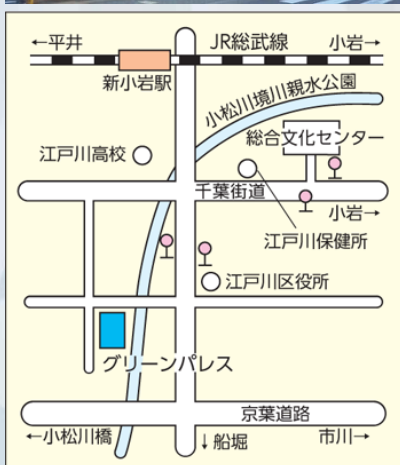 ←平井
JR総武線
小岩→
新小岩駅
小松川境川親水公園
総合文化センター
江戸川高校
千葉街道
小岩→
江戸川保健所
江戸川区役所
グリーンパレス
京葉道路
←小松川橋
↓船堀
市川→